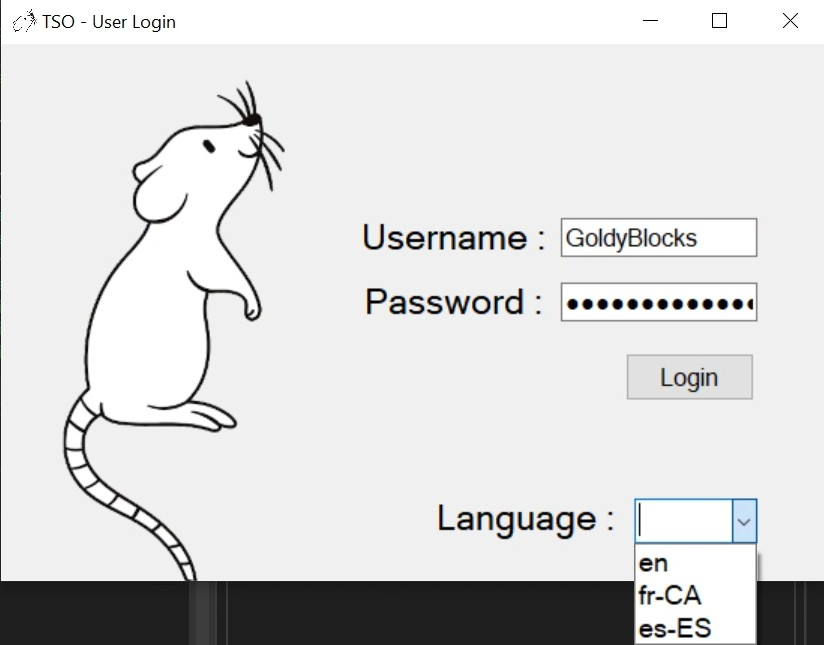 TSO - User Login
Username : GoldyBlocks
Password : ●●●●●●●●●●●●●
Login
Language :
en
fr-CA
es-ES